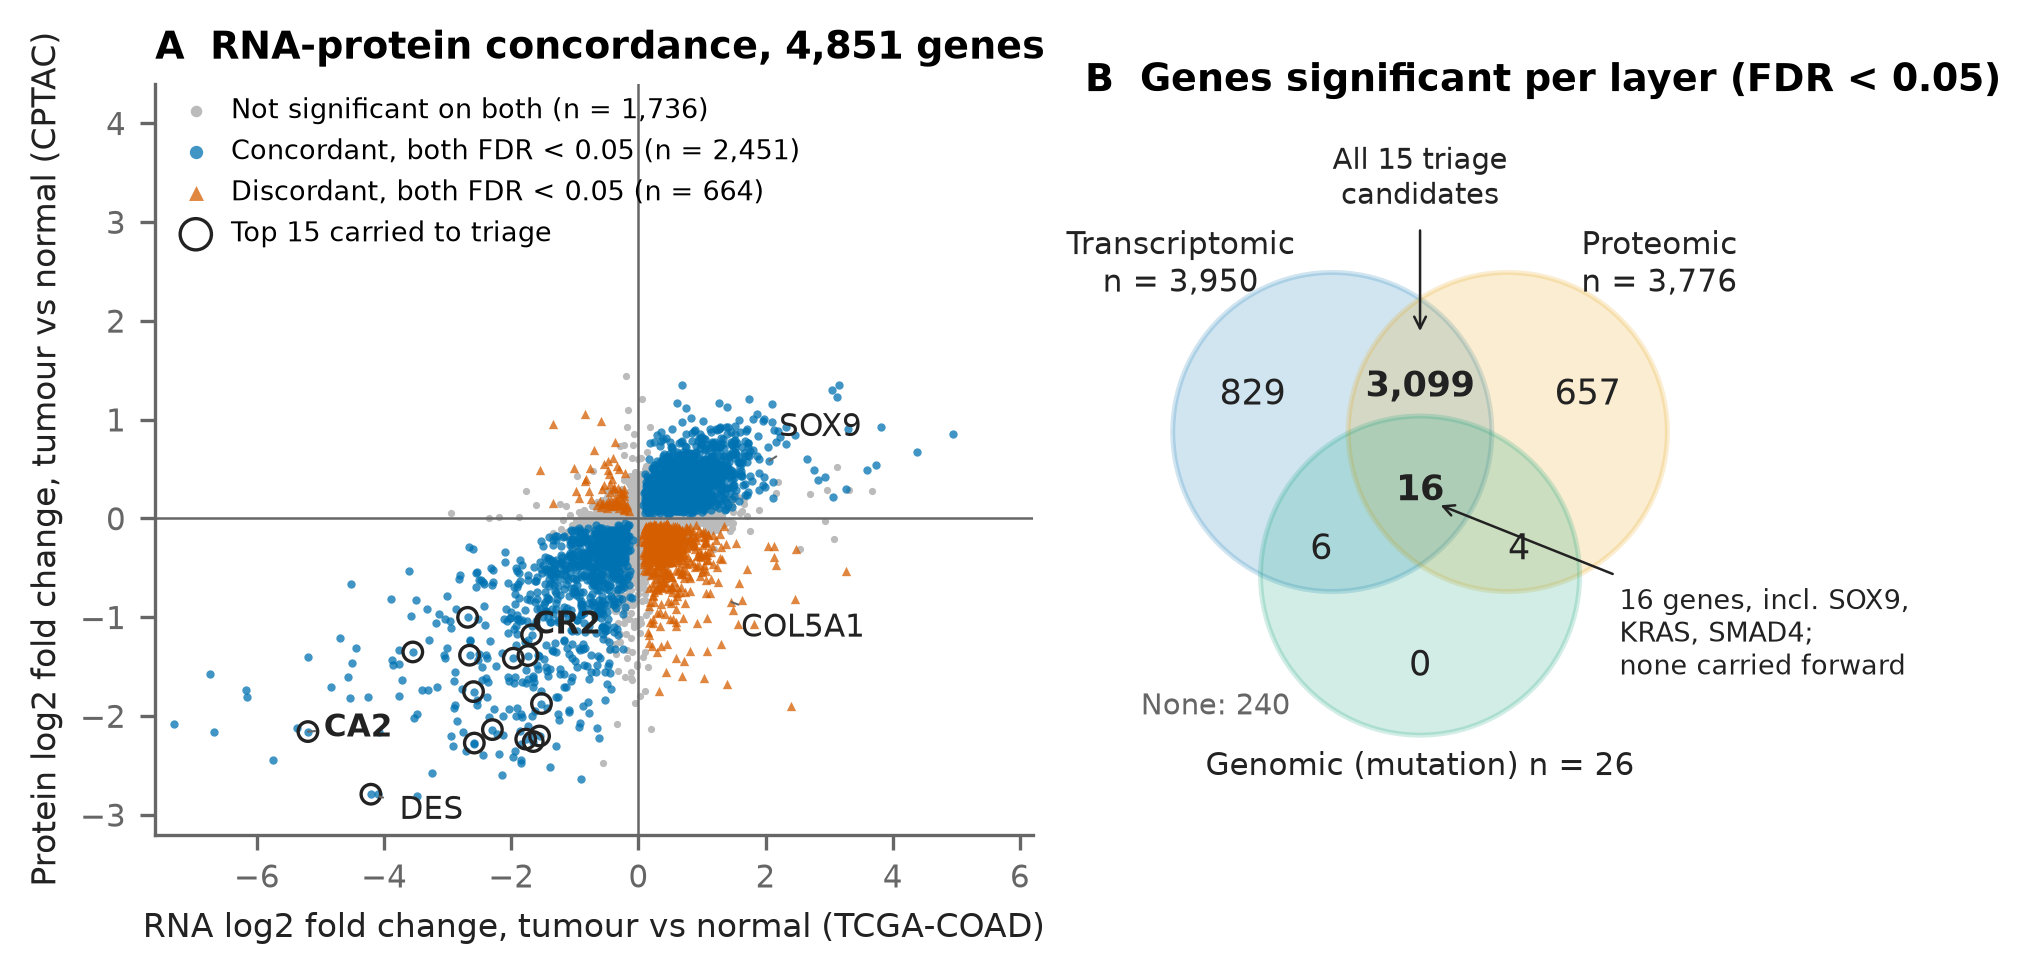 A  RNA-protein concordance, 4,851 genes
Not significant on both (n = 1,736)
Concordant, both FDR < 0.05 (n = 2,451)
Discordant, both FDR < 0.05 (n = 664)
Top 15 carried to triage
Protein log2 fold change, tumour vs normal (CPTAC)
4
3
2
1
0
−1
−2
−3
SOX9
COL5A1
CR2
CA2
DES
−6
−4
−2
0
2
4
6
RNA log2 fold change, tumour vs normal (TCGA-COAD)
B  Genes significant per layer (FDR < 0.05)
All 15 triage
candidates
Transcriptomic
n = 3,950
Proteomic
n = 3,776
829
3,099
657
16
6
4
0
16 genes, incl. SOX9,
KRAS, SMAD4;
none carried forward
None: 240
Genomic (mutation) n = 26